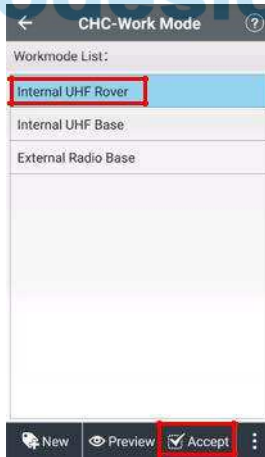 CHC-Work Mode
Workmode List:
Internal UHF Rover
Internal UHF Base
External Radio Base
New Preview Accept